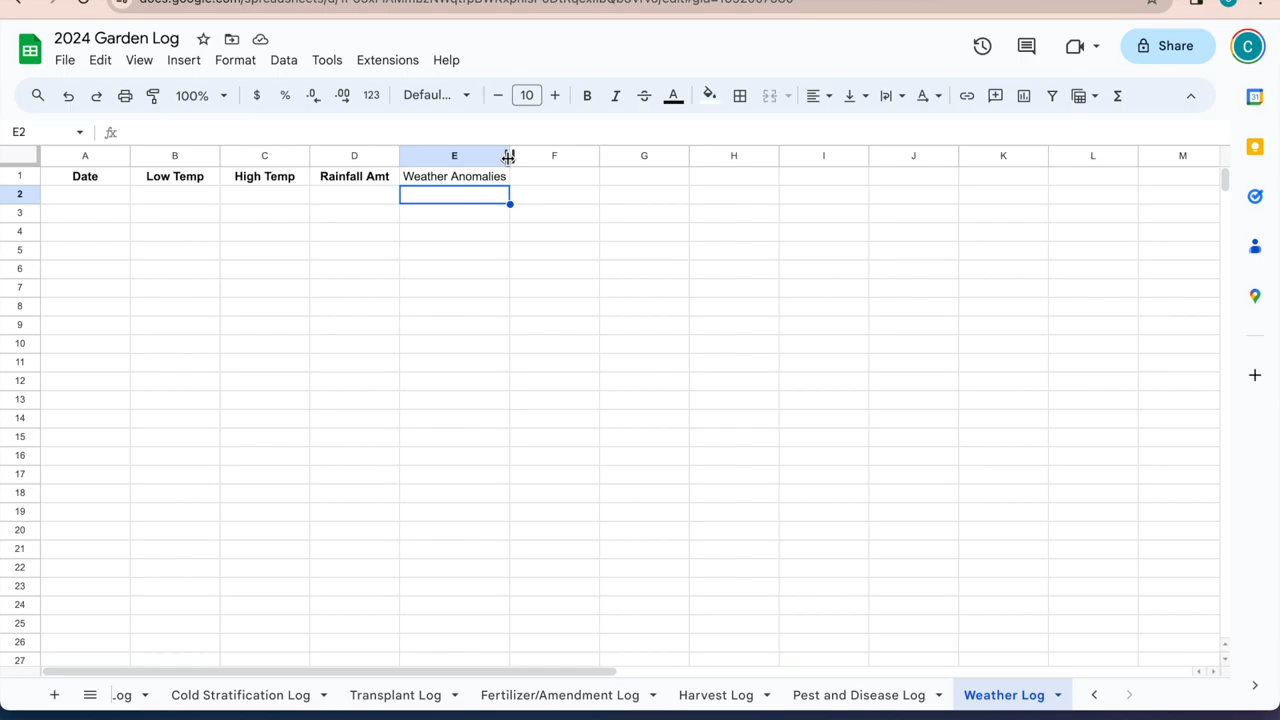 2024 Garden Log
File Edit View Insert Format Data Tools Extensions Help
Share
C
100% $ % .0 .00 123 Defaul... 10 B I A
E2 fx
A B C D E F G H I J K L M
1 Date Low Temp High Temp Rainfall Amt Weather Anomalies
2
3
4
5
6
7
8
9
10
11
12
13
14
15
16
17
18
19
20
21
22
23
24
25
26
27
Log Cold Stratification Log Transplant Log Fertilizer/Amendment Log Harvest Log Pest and Disease Log Weather Log